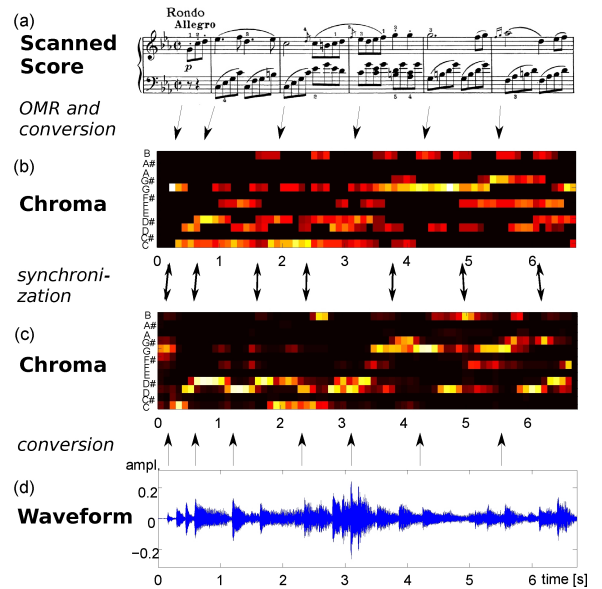 (a)
Scanned
Score
Rondo
Allegro
p
OMR and
conversion
(b)
Chroma
B
A#
A
G#
G
F#
F
E
D#
D
C#
C
0 1 2 3 4 5 6
synchroni-
zation
(c)
Chroma
B
A#
A
G#
G
F#
F
E
D#
D
C#
C
0 1 2 3 4 5 6
conversion
(d)
Waveform
ampl.
0.2
0
−0.2
0 1 2 3 4 5 6 time [s]